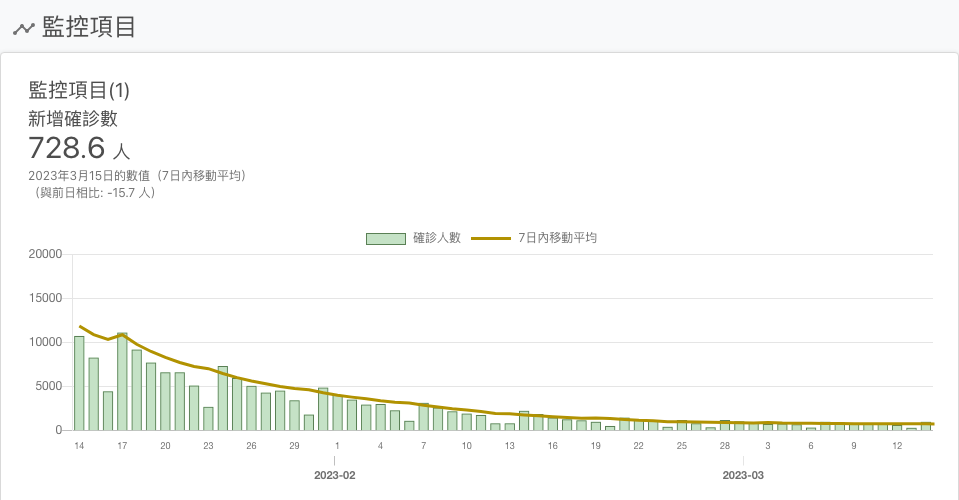 監控項目
監控項目(1)
新增確診數
728.6 人
2023年3月15日的數值（7日內移動平均）
（與前日相比: -15.7 人）
確診人數 7日內移動平均
20000
15000
10000
5000
0
14 17 20 23 26 29 1 4 7 10 13 16 19 22 25 28 3 6 9 12
2023-02 2023-03